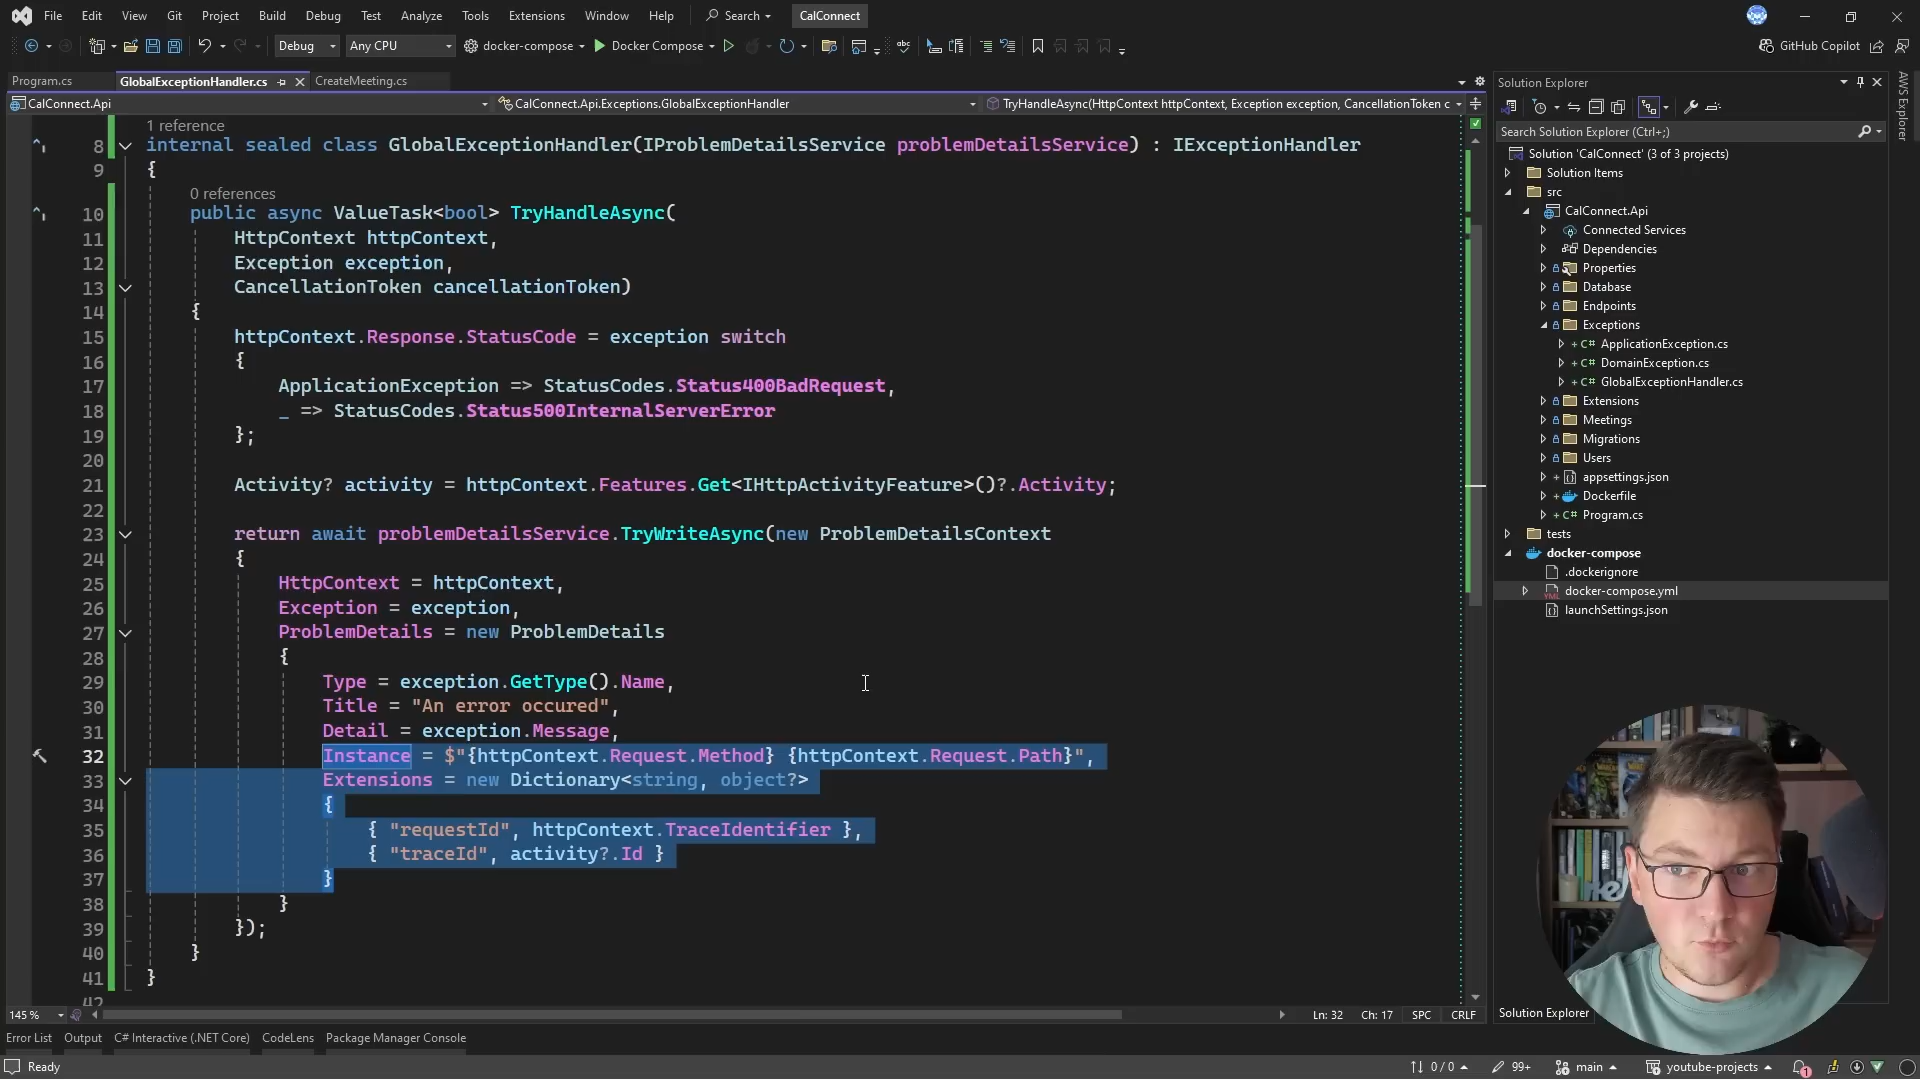 File Edit View Git Project Build Debug Test Analyze Tools Extensions Window Help Search CalConnect
Debug Any CPU docker-compose Docker Compose GitHub Copilot
Program.cs GlobalExceptionHandler.cs CreateMeeting.cs
CalConnect.Api CalConnect.Api.Exceptions.GlobalExceptionHandler TryHandleAsync(HttpContext httpContext, Exception exception, CancellationToken c
1 reference
8 internal sealed class GlobalExceptionHandler(IProblemDetailsService problemDetailsService) : IExceptionHandler
9 {
0 references
10 public async ValueTask<bool> TryHandleAsync(
11 HttpContext httpContext,
12 Exception exception,
13 CancellationToken cancellationToken)
14 {
15 httpContext.Response.StatusCode = exception switch
16 {
17 ApplicationException => StatusCodes.Status400BadRequest,
18 _ => StatusCodes.Status500InternalServerError
19 };
20
21 Activity? activity = httpContext.Features.Get<IHttpActivityFeature>()?.Activity;
22
23 return await problemDetailsService.TryWriteAsync(new ProblemDetailsContext
24 {
25 HttpContext = httpContext,
26 Exception = exception,
27 ProblemDetails = new ProblemDetails
28 {
29 Type = exception.GetType().Name,
30 Title = "An error occured",
31 Detail = exception.Message,
32 Instance = $"{httpContext.Request.Method} {httpContext.Request.Path}",
33 Extensions = new Dictionary<string, object?>
34 {
35 { "requestId", httpContext.TraceIdentifier },
36 { "traceId", activity?.Id }
37 }
38 }
39 });
40 }
41 }
42
145 % Ln: 32 Ch: 17 SPC CRLF
Error List Output C# Interactive (.NET Core) CodeLens Package Manager Console
Ready 0 / 0 99+ main youtube-projects 1
Solution Explorer
Search Solution Explorer (Ctrl+;)
Solution 'CalConnect' (3 of 3 projects)
Solution Items
src
CalConnect.Api
Connected Services
Dependencies
Properties
Database
Endpoints
Exceptions
C# ApplicationException.cs
C# DomainException.cs
C# GlobalExceptionHandler.cs
Extensions
Meetings
Migrations
Users
appsettings.json
Dockerfile
C# Program.cs
tests
docker-compose
.dockerignore
docker-compose.yml
launchSettings.json
Solution Explorer
AWS Explorer